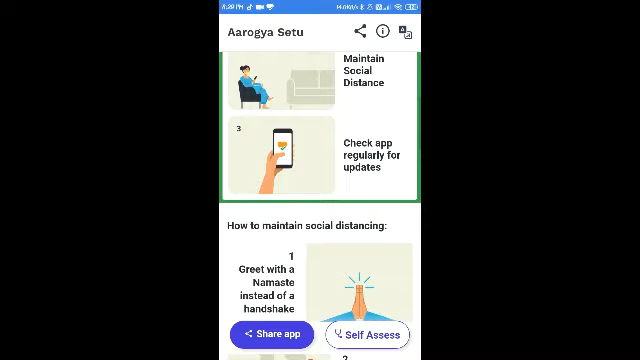 Aarogya Setu
Maintain
Social
Distance
3
Check app
regularly for
updates
How to maintain social distancing:
1
Greet with a
Namaste
instead of a
handshake
Share app
Self Assess
2